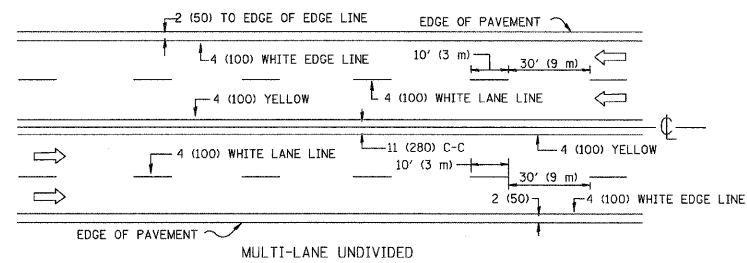 2 (50) TO EDGE OF EDGE LINE
EDGE OF PAVEMENT
4 (100) WHITE EDGE LINE
10' (3 m)
30' (9 m)
4 (100) YELLOW
4 (100) WHITE LANE LINE
CL
4 (100) WHITE LANE LINE
11 (280) C-C
4 (100) YELLOW
10' (3 m)
30' (9 m)
2 (50)
4 (100) WHITE EDGE LINE
EDGE OF PAVEMENT
MULTI-LANE UNDIVIDED